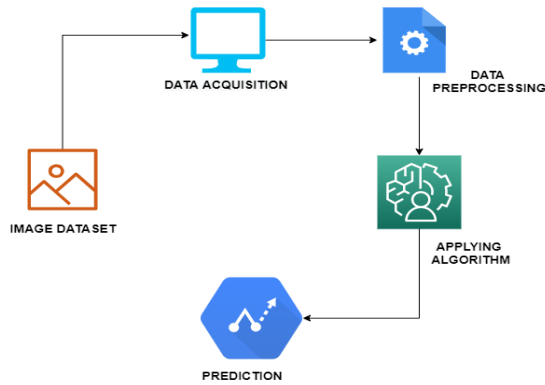 DATA ACQUISITION
DATA
PREPROCESSING
IMAGE DATASET
APPLYING
ALGORITHM
PREDICTION